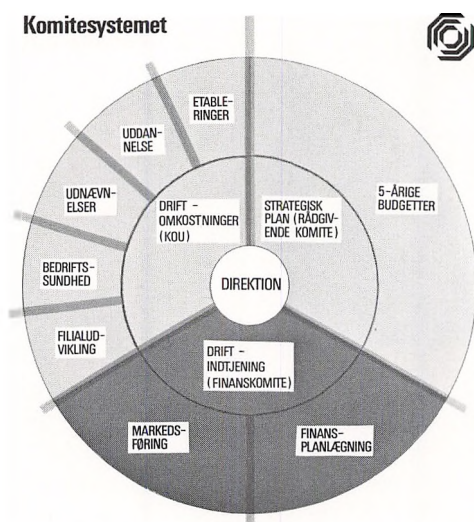 Komitesystemet
ETABLE-
RINGER
UDDAN-
NELSE
UDNÆVN-
ELSER
BEDRIFTS-
SUNDHED
FILIALUD-
VIKLING
DRIFT -
OMKOSTNINGER
(KOU)
STRATEGISK
PLAN (RÅDGIV-
ENDE KOMITE)
5-ÅRIGE
BUDGETTER
DIREKTION
DRIFT -
INDTJENING
(FINANSKOMITE)
MARKEDS-
FØRING
FINANS-
PLANLÆGNING